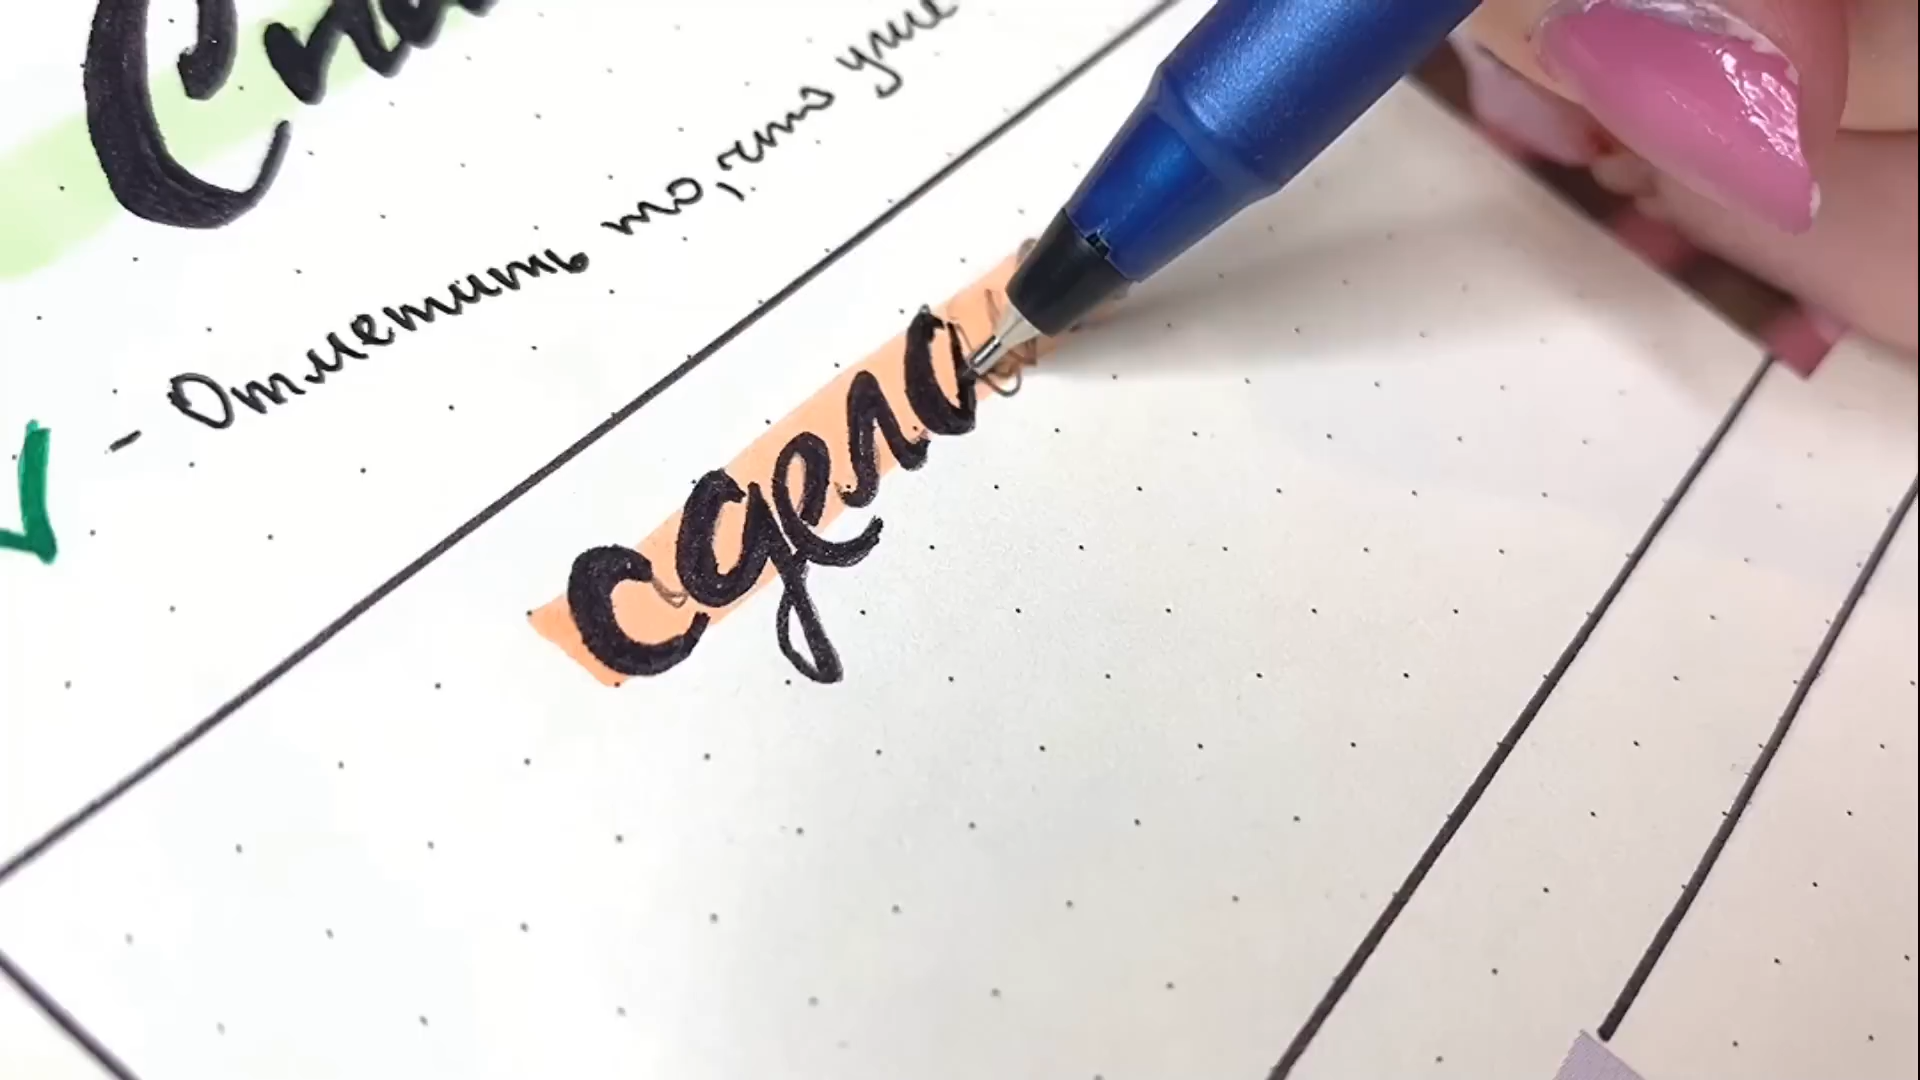 - Отметить то, что уже
сдела